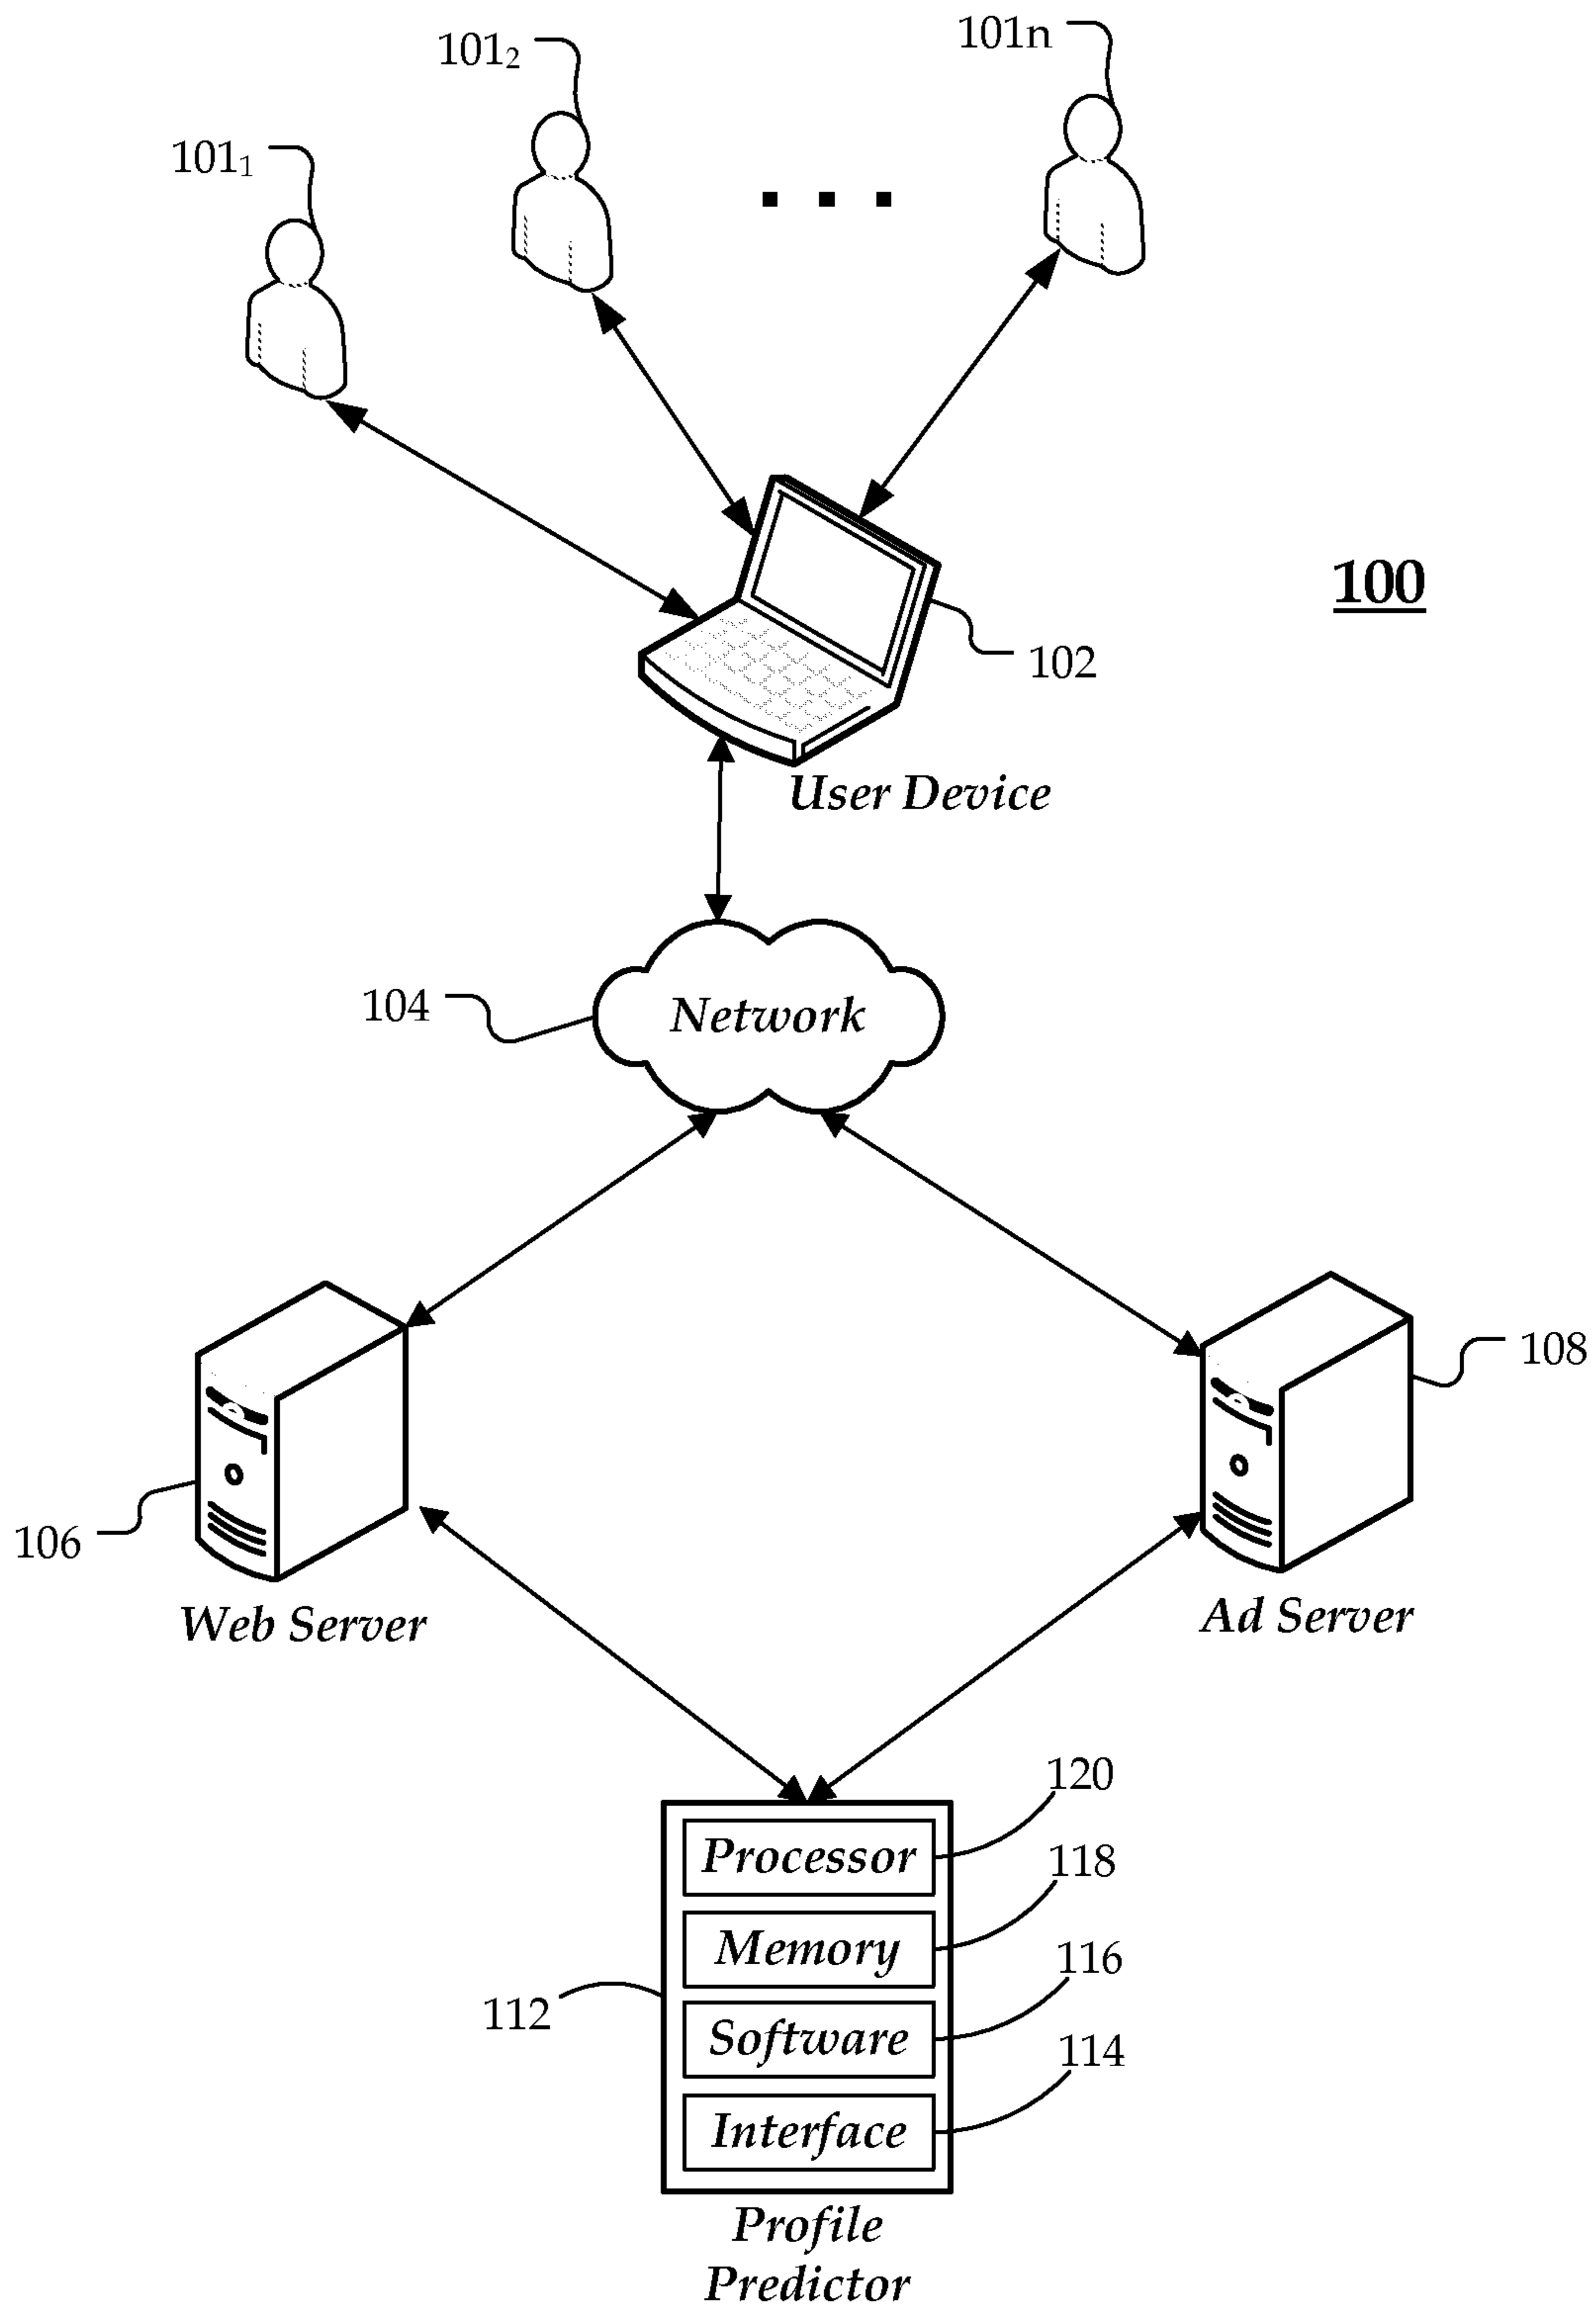 101n
101₂
101₁
100
102
User Device
104
Network
108
106
Web Server
Ad Server
120
Processor
118
Memory
116
112
Software
114
Interface
Profile
Predictor